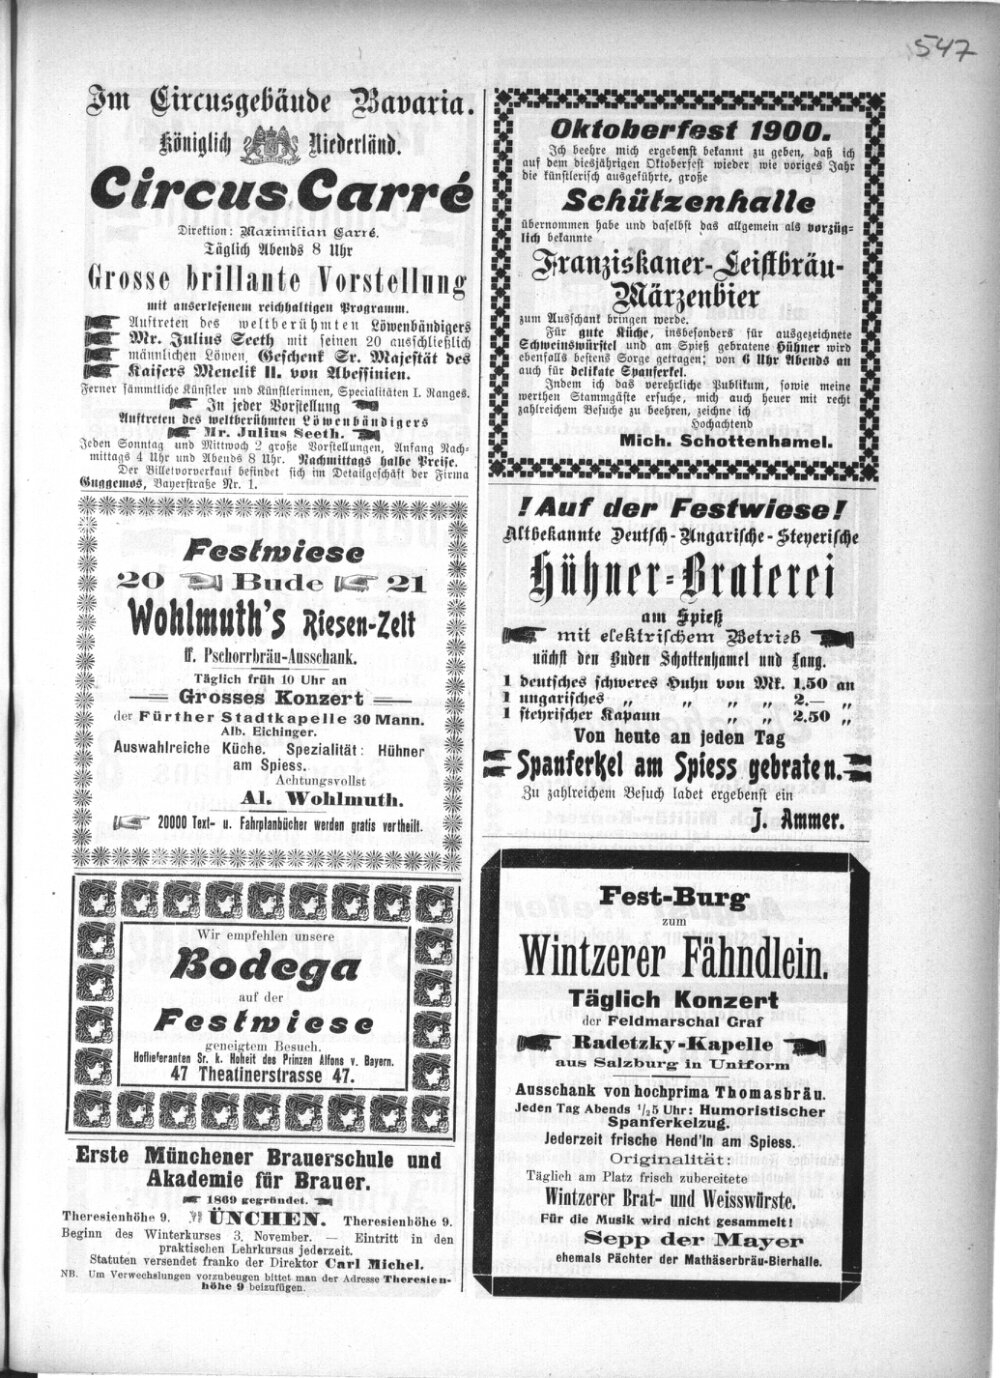 547
Im Circusgebäude Bavaria.
Königlich Niederländ.
Circus Carré
Direktion: Maximilian Carré.
Täglich Abends 8 Uhr
Grosse brillante Vorstellung
mit auserlesenem reichhaltigen Programm.
Auftreten des weltberühmten Löwenbändigers
Mr. Julius Seeth mit seinen 20 ausschließlich
männlichen Löwen, Geschenk Sr. Majestät des
Kaisers Menelik II. von Abessinien.
Ferner sämmtliche Künstler und Künstlerinnen, Specialitäten I. Ranges.
In jeder Vorstellung
Auftreten des weltberühmten Löwenbändigers
Mr. Julius Seeth.
Jeden Sonntag und Mittwoch 2 große Vorstellungen, Anfang Nach-
mittags 4 Uhr und Abends 8 Uhr. Nachmittags halbe Preise.
Der Billetvorverkauf befindet sich im Detailgeschäft der Firma
Guggemos, Bayerstraße Nr. 1.
Festwiese
20 Bude 21
Wohlmuth's Riesen-Zelt
ff. Pschorrbräu-Ausschank.
Täglich früh 10 Uhr an
Grosses Konzert
der Fürther Stadtkapelle 30 Mann.
Alb. Eichinger.
Auswahlreiche Küche. Spezialität: Hühner
am Spiess.
Achtungsvollst
Al. Wohlmuth.
20000 Text- u. Fahrplanbücher werden gratis vertheilt.
Wir empfehlen unsere
Bodega
auf der
Festwiese
geneigtem Besuch.
Hoflieferanten Sr. k. Hoheit des Prinzen Alfons v. Bayern.
47 Theatinerstrasse 47.
Erste Münchener Brauerschule und
Akademie für Brauer.
1869 gegründet.
Theresienhöhe 9. MÜNCHEN. Theresienhöhe 9.
Beginn des Winterkurses 3. November. — Eintritt in den
praktischen Lehrkursus jederzeit.
Statuten versendet franko der Direktor Carl Michel.
NB. Um Verwechslungen vorzubeugen bittet man der Adresse Theresien-
höhe 9 beizufügen.
Oktoberfest 1900.
Ich beehre mich ergebenst bekannt zu geben, daß ich
auf dem diesjährigen Oktoberfest wieder wie voriges Jahr
die künstlerisch ausgeführte, große
Schützenhalle
übernommen habe und daselbst das allgemein als vorzüg-
lich bekannte
Franziskaner-Leistbräu-
Märzenbier
zum Ausschank bringen werde.
Für gute Küche, insbesonders für ausgezeichnete
Schweinswürstel und am Spieß gebratene Hühner wird
ebenfalls bestens Sorge getragen; von 6 Uhr Abends an
auch für delikate Spanferkel.
Indem ich das verehrliche Publikum, sowie meine
werthen Stammgäste ersuche, mich auch heuer mit recht
zahlreichem Besuche zu beehren, zeichne ich
Hochachtend
Mich. Schottenhamel.
! Auf der Festwiese!
Altbekannte Deutsch-Ungarische-Steyerische
Hühner-Braterei
am Spieß
mit elektrischem Betrieb
nächst den Buden Schottenhamel und Lang.
1 deutsches schweres Huhn von Mk. 1.50 an
1 ungarisches „ „ „ 2.— „
1 steyrischer Kapaun „ „ 2.50 „
Von heute an jeden Tag
Spanferkel am Spiess gebraten.
Zu zahlreichem Besuch ladet ergebenst ein
J. Ammer.
Fest-Burg
zum
Wintzerer Fähndlein.
Täglich Konzert
der Feldmarschal Graf
Radetzky-Kapelle
aus Salzburg in Uniform
Ausschank von hochprima Thomasbräu.
Jeden Tag Abends ½5 Uhr: Humoristischer
Spanferkelzug.
Jederzeit frische Hend'ln am Spiess.
Originalität:
Täglich am Platz frisch zubereitete
Wintzerer Brat- und Weisswürste.
Für die Musik wird nicht gesammelt!
Sepp der Mayer
ehemals Pächter der Mathäserbräu-Bierhalle.